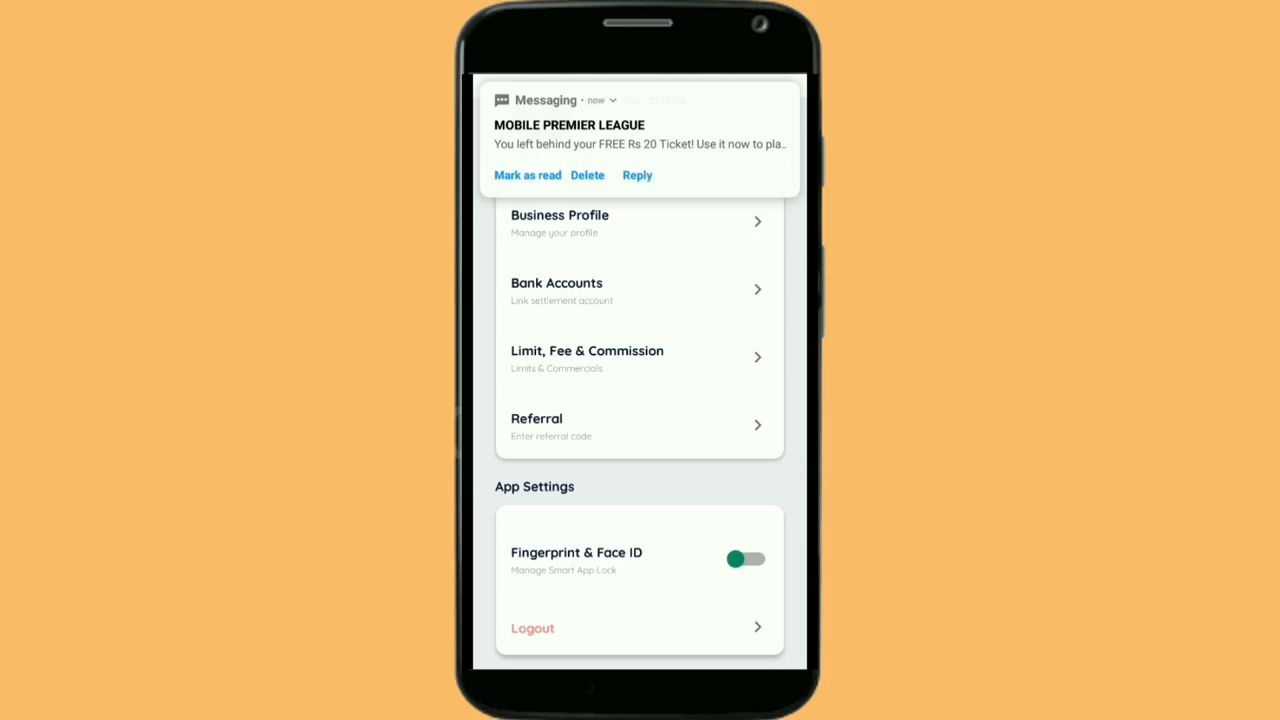 Messaging • now
MOBILE PREMIER LEAGUE
You left behind your FREE Rs 20 Ticket! Use it now to pla..
Mark as read Delete Reply
Business Profile
Manage your profile
Bank Accounts
Link settlement account
Limit, Fee & Commission
Limits & Commercials
Referral
Enter referral code
App Settings
Fingerprint & Face ID
Manage Smart App Lock
Logout